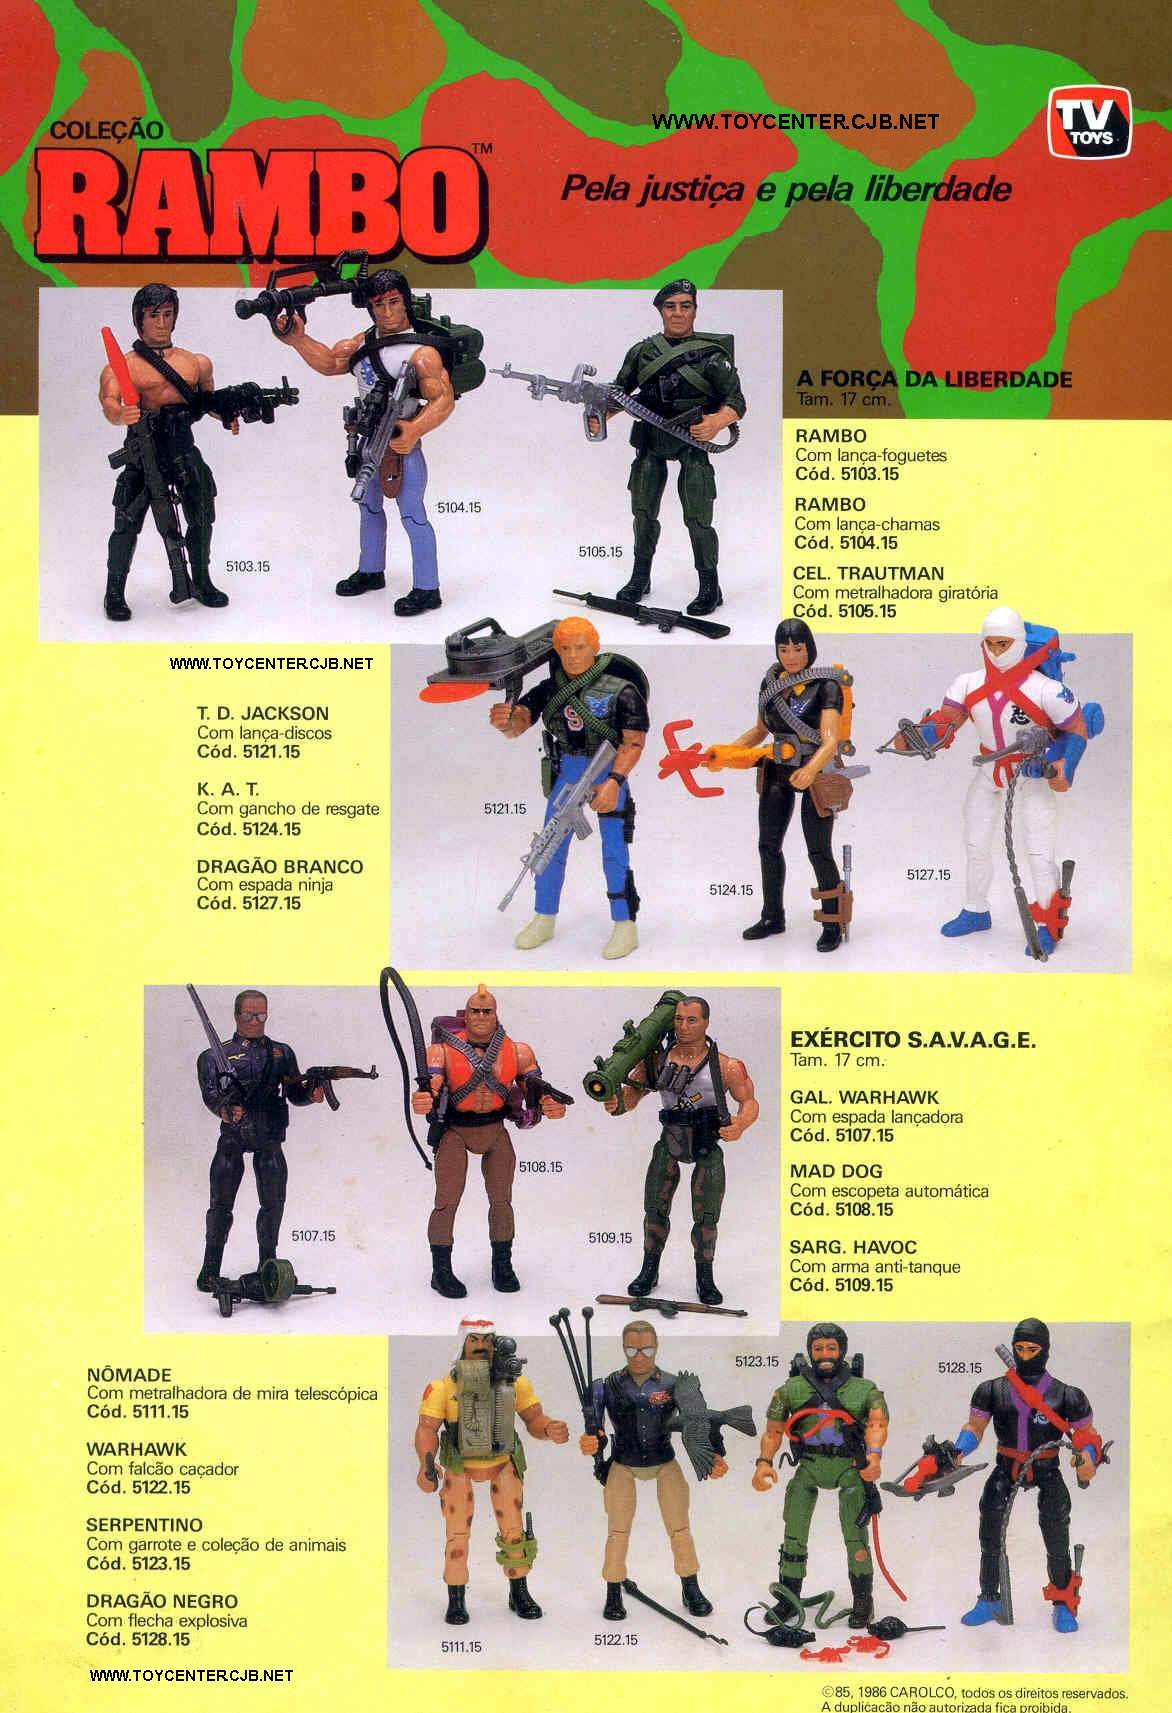 COLEÇÃO
RAMBO™
WWW.TOYCENTER.CJB.NET
TV
TOYS
Pela justiça e pela liberdade
A FORÇA DA LIBERDADE
Tam. 17 cm.
RAMBO
Com lança-foguetes
Cód. 5103.15
RAMBO
Com lança-chamas
Cód. 5104.15
CEL. TRAUTMAN
Com metralhadora giratória
Cód. 5105.15
5103.15
5104.15
5105.15
WWW.TOYCENTER.CJB.NET
T. D. JACKSON
Com lança-discos
Cód. 5121.15
K. A. T.
Com gancho de resgate
Cód. 5124.15
DRAGÃO BRANCO
Com espada ninja
Cód. 5127.15
5121.15
5124.15
5127.15
EXÉRCITO S.A.V.A.G.E.
Tam. 17 cm.
GAL. WARHAWK
Com espada lançadora
Cód. 5107.15
MAD DOG
Com escopeta automática
Cód. 5108.15
SARG. HAVOC
Com arma anti-tanque
Cód. 5109.15
5107.15
5108.15
5109.15
NÔMADE
Com metralhadora de mira telescópica
Cód. 5111.15
WARHAWK
Com falcão caçador
Cód. 5122.15
SERPENTINO
Com garrote e coleção de animais
Cód. 5123.15
DRAGÃO NEGRO
Com flecha explosiva
Cód. 5128.15
5111.15
5122.15
5123.15
5128.15
WWW.TOYCENTER.CJB.NET
©85, 1986 CAROLCO, todos os direitos reservados.
A duplicação não autorizada fica proibida.